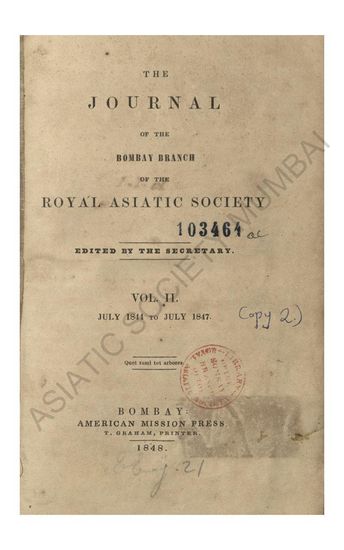 THE
JOURNAL
OF THE
BOMBAY BRANCH
OF THE
ROYAL ASIATIC SOCIETY
103464
EDITED BY THE SECRETARY.
VOL. II.
JULY 1844 TO JULY 1847.
(Copy 2.)
Quot rami tot arbores.
BOMBAY:
AMERICAN MISSION PRESS.
T. GRAHAM, PRINTER.
1848.
ASIATIC SOCIETY MUMBAI